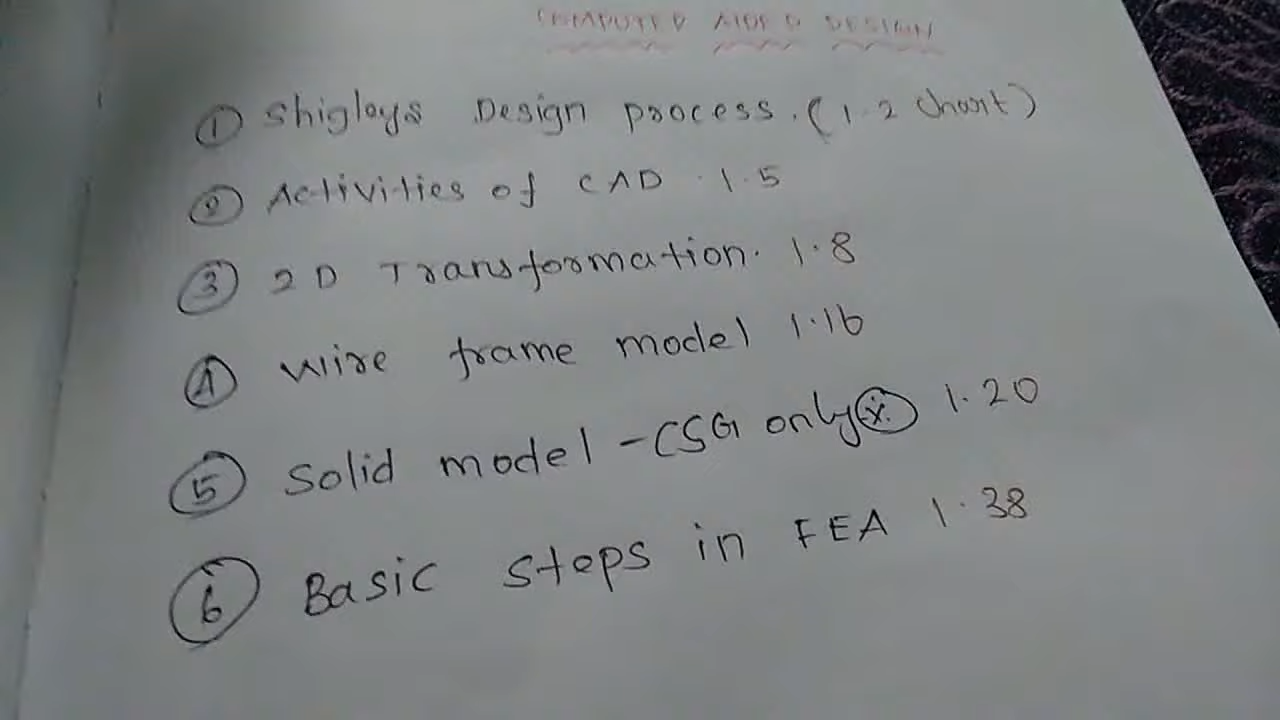 COMPUTED AIDED DESIGN
① Shigleys Design process. (1.2 Chart)
② Activities of CAD . 1.5
③ 2D Transformation. 1.8
④ Wire frame model 1.16
⑤ Solid model - CSG only 1.20
⑥ Basic Steps in FEA 1.38